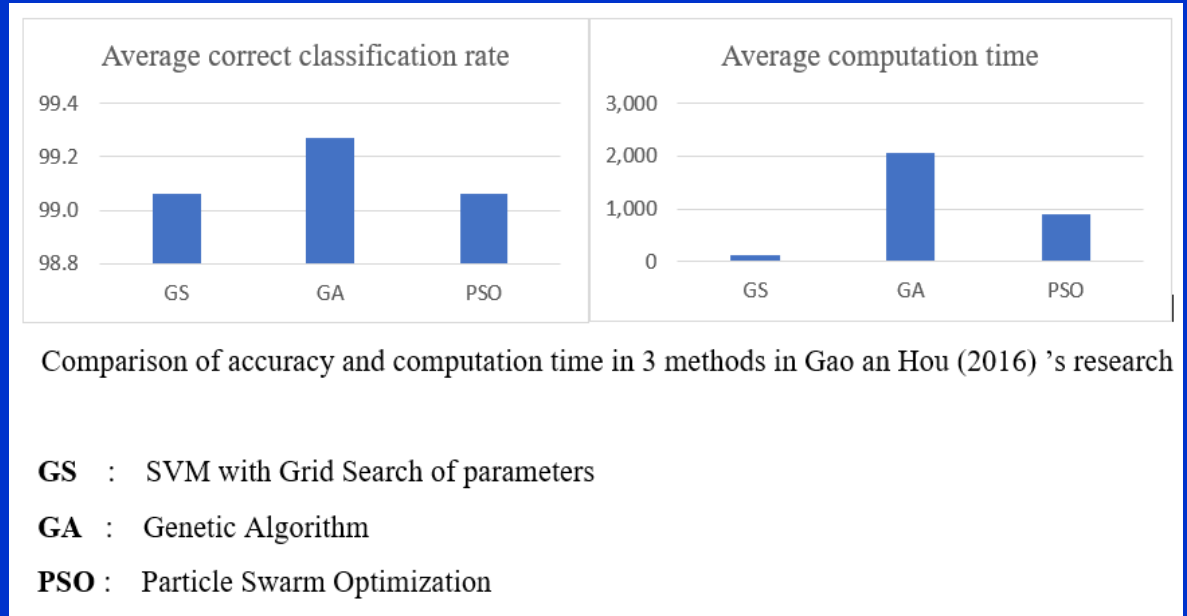 Average correct classification rate
99.4
99.2
99.0
98.8
GS GA PSO
Average computation time
3,000
2,000
1,000
0
GS GA PSO
Comparison of accuracy and computation time in 3 methods in Gao an Hou (2016) ’s research
GS : SVM with Grid Search of parameters
GA : Genetic Algorithm
PSO : Particle Swarm Optimization